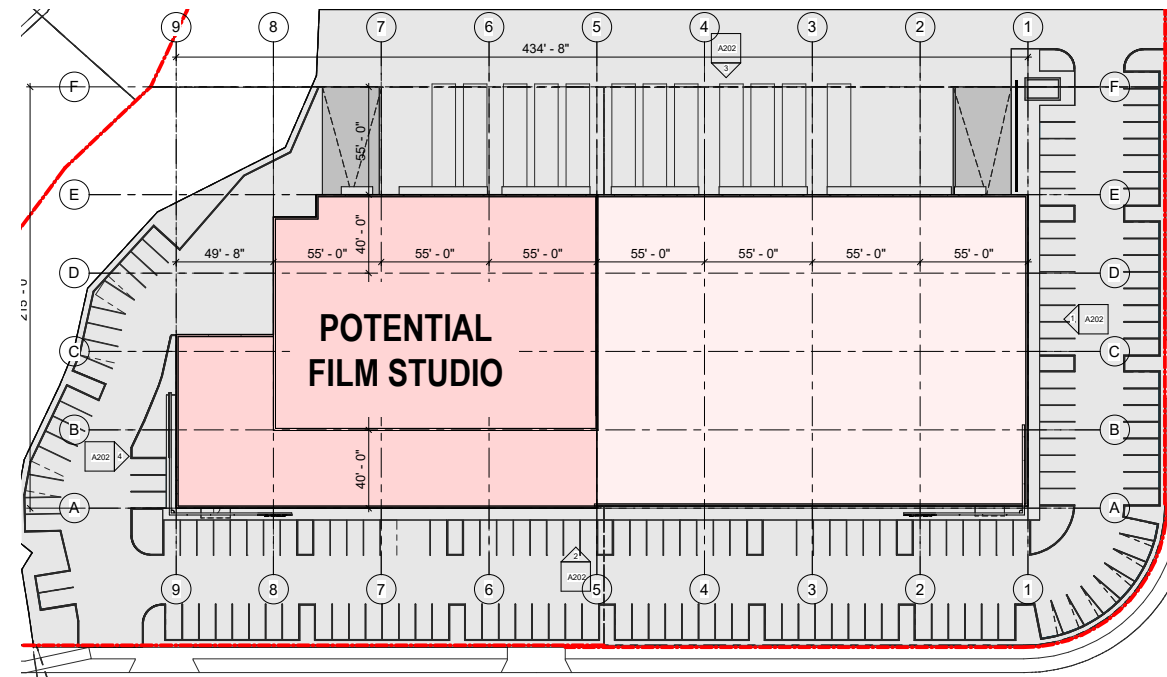 9 8 7 6 5 4 3 2 1
434' - 8"
A202
3
F F
55' - 0"
E E
40' - 0"
49' - 8" 55' - 0" 55' - 0" 55' - 0" 55' - 0" 55' - 0" 55' - 0" 55' - 0"
D D
215' - 0"
1
A202
POTENTIAL
FILM STUDIO
C C
B B
A202
4
40' - 0"
A A
2
A202
9 8 7 6 5 4 3 2 1